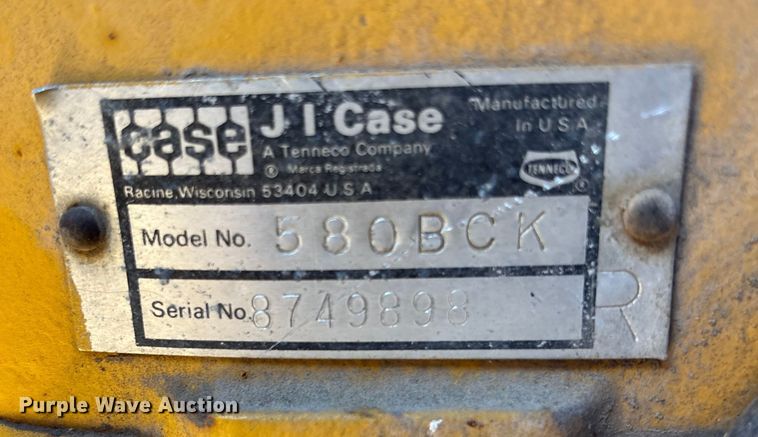 case
J I Case
Manufactured
In U S A
A Tenneco Company
® Marca Registrada
TENNECO
®
Racine, Wisconsin 53404 U.S.A
Model No. 580BCK
Serial No. 8749898
R
Purple Wave Auction